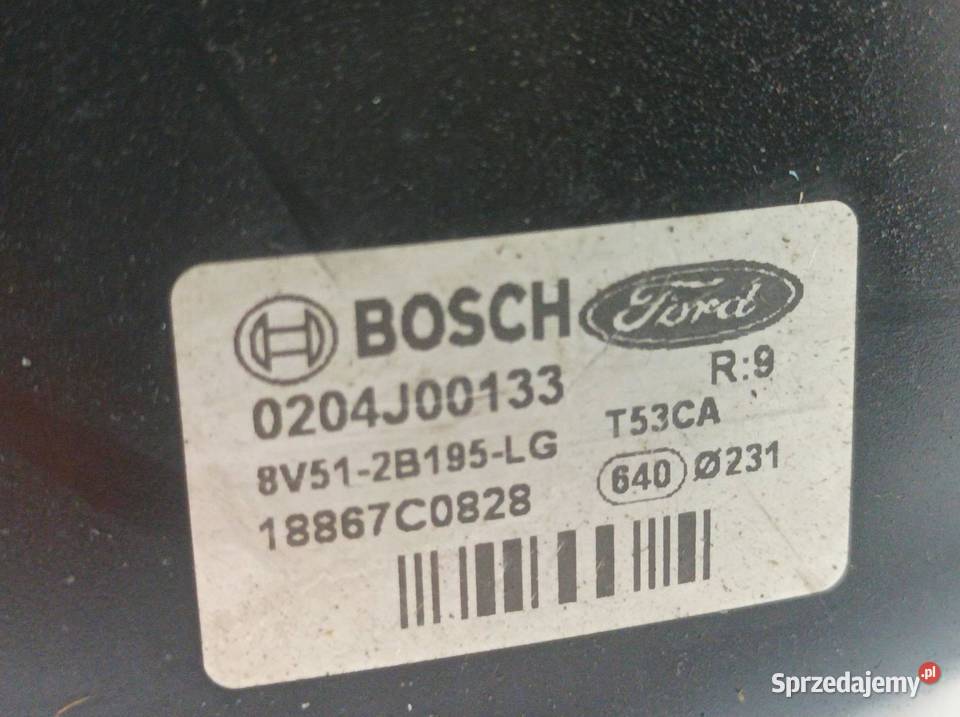 BOSCH Ford
0204J00133 R:9
8V51-2B195-LG T53CA
18867C0828 640 Ø231
Sprzedajemy.pl